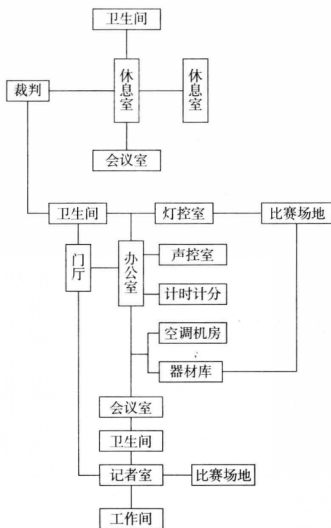 卫生间
裁判
休息室
休息室
会议室
卫生间
灯控室
比赛场地
门厅
办公室
声控室
计时计分
空调机房
器材库
会议室
卫生间
记者室
比赛场地
工作间